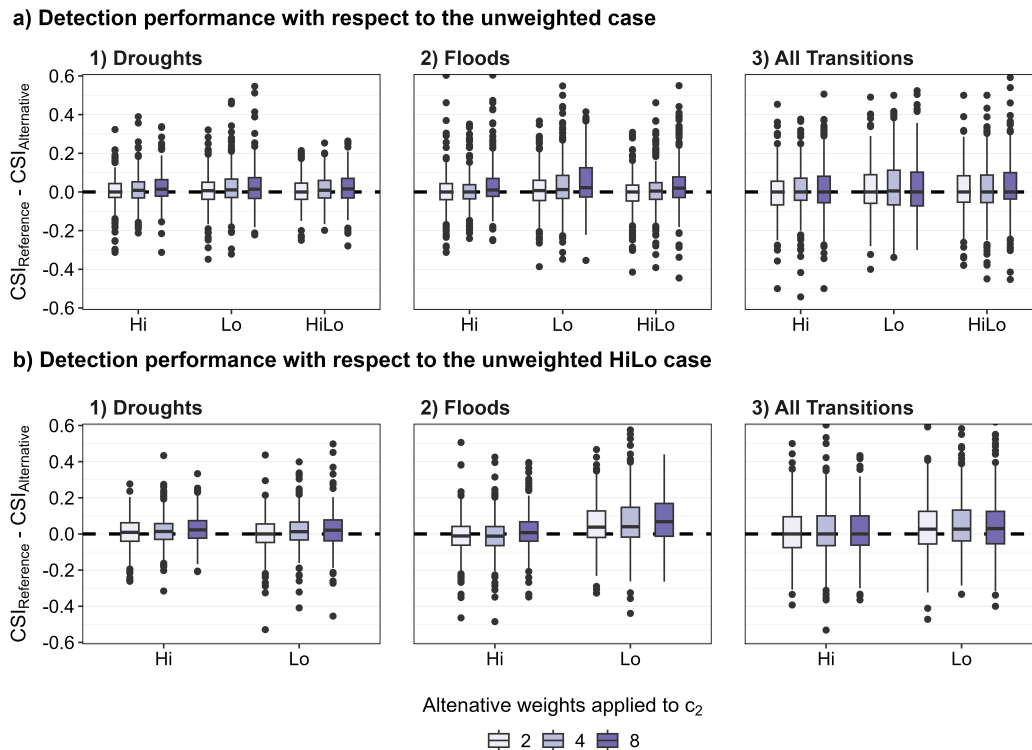 a) Detection performance with respect to the unweighted case
1) Droughts
2) Floods
3) All Transitions
CSIReference - CSIAlternative
0.6
0.4
0.2
0.0
-0.2
-0.4
-0.6
Hi
Lo
HiLo
Hi
Lo
HiLo
Hi
Lo
HiLo
b) Detection performance with respect to the unweighted HiLo case
1) Droughts
2) Floods
3) All Transitions
CSIReference - CSIAlternative
0.6
0.4
0.2
0.0
-0.2
-0.4
-0.6
Hi
Lo
Hi
Lo
Hi
Lo
Altenative weights applied to c2
2
4
8